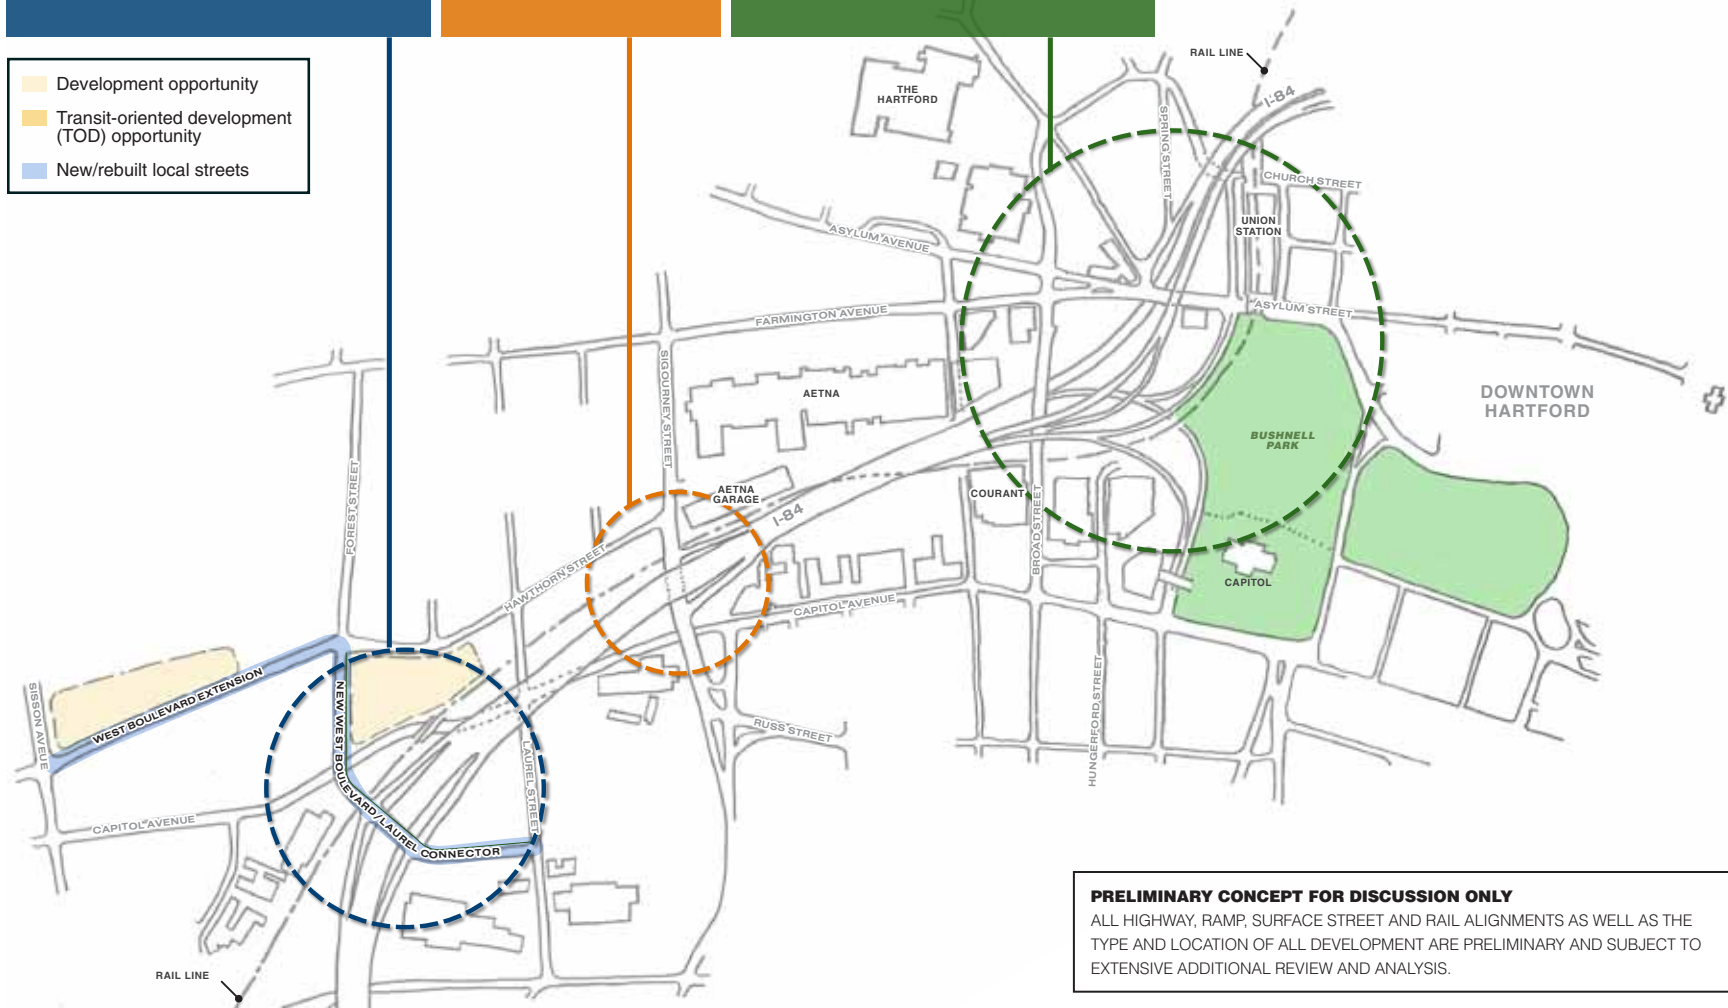 Development opportunity
Transit-oriented development
(TOD) opportunity
New/rebuilt local streets
RAIL LINE
I-84
THE
HARTFORD
SPRING STREET
CHURCH STREET
UNION
STATION
ASYLUM AVENUE
ASYLUM STREET
FARMINGTON AVENUE
SIGOURNEY STREET
AETNA
DOWNTOWN
HARTFORD
BUSHNELL
PARK
FOREST STREET
AETNA
GARAGE
COURANT
I-84
BROAD STREET
HAWTHORN STREET
CAPITOL
CAPITOL AVENUE
HUNGERFORD STREET
SISSON AVEUE
WEST BOULEVARD EXTENSION
NEW WEST BOULEVARD/LAUREL CONNECTOR
LAUREL STREET
RUSS STREET
CAPITOL AVENUE
RAIL LINE
PRELIMINARY CONCEPT FOR DISCUSSION ONLY
ALL HIGHWAY, RAMP, SURFACE STREET AND RAIL ALIGNMENTS AS WELL AS THE
TYPE AND LOCATION OF ALL DEVELOPMENT ARE PRELIMINARY AND SUBJECT TO
EXTENSIVE ADDITIONAL REVIEW AND ANALYSIS.